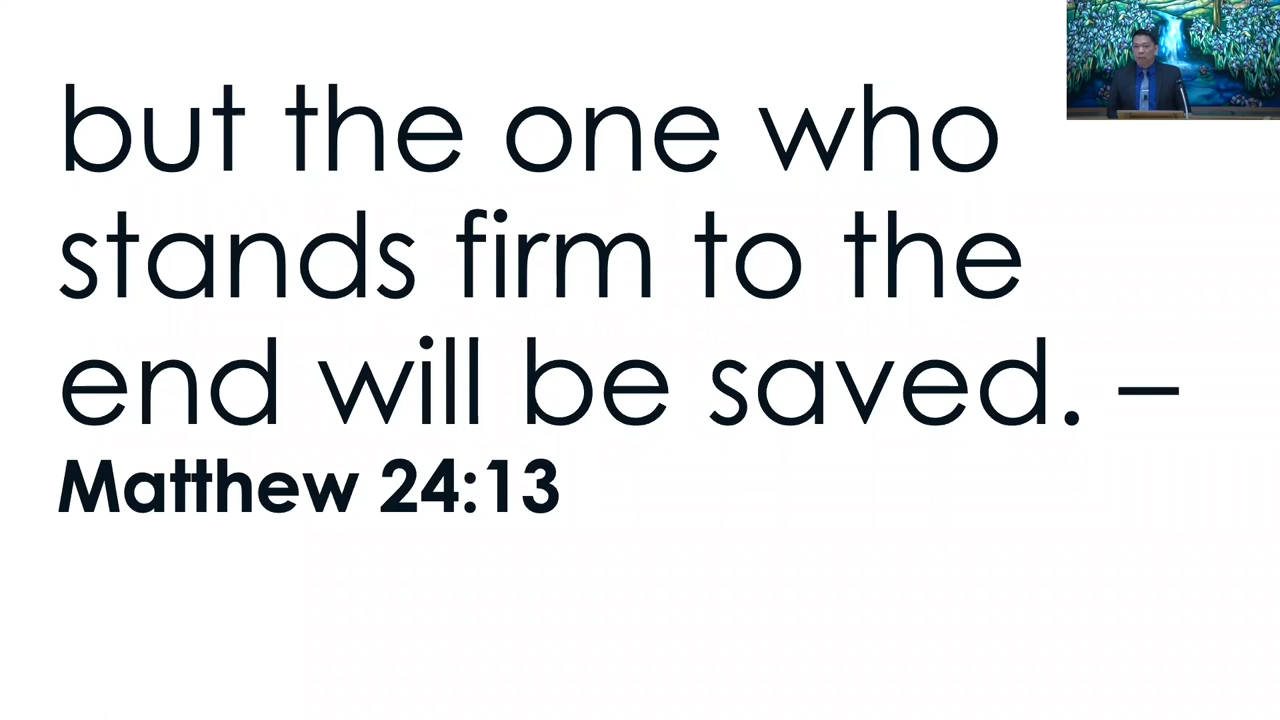 but the one who
stands firm to the
end will be saved. –
Matthew 24:13